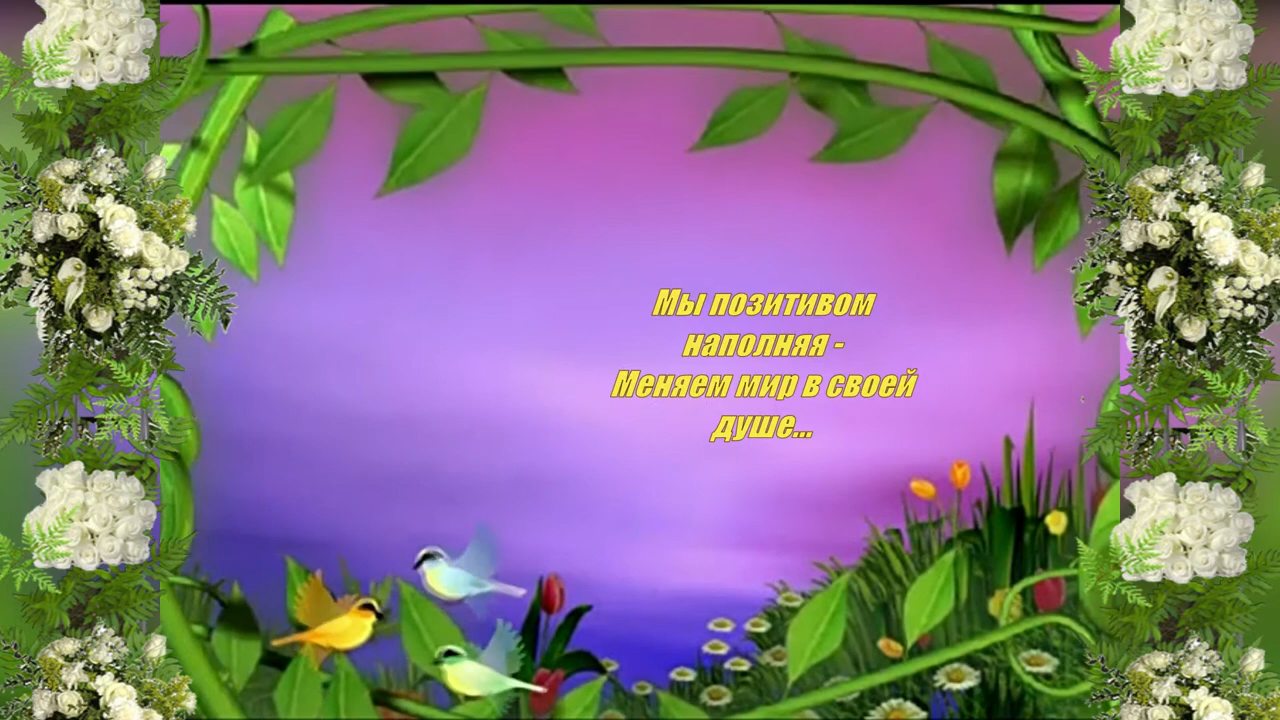 Мы позитивом
наполняя -
Меняем мир в своей
душе...